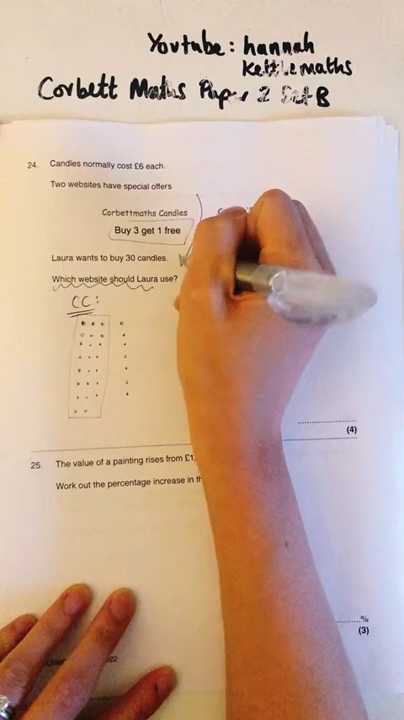 Youtube: hannah
kettlemaths
Corbett Maths Paper 2 Set B
24. Candles normally cost £6 each.
Two websites have special offers
Corbettmaths Candles
Buy 3 get 1 free
Laura wants to buy 30 candles.
Which website should Laura use?
CC:
(4)
25. The value of a painting rises from £1
Work out the percentage increase in th
%
(3)